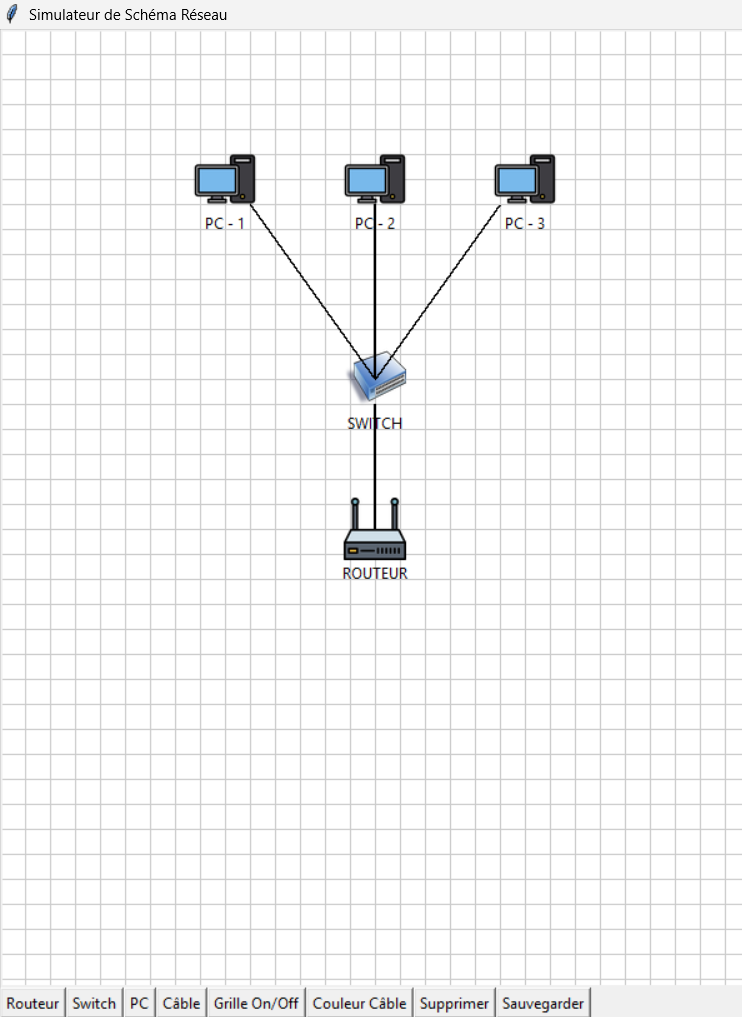 Simulateur de Schéma Réseau
PC - 1 PC - 2 PC - 3
SWITCH
ROUTEUR
Routeur Switch PC Câble Grille On/Off Couleur Câble Supprimer Sauvegarder